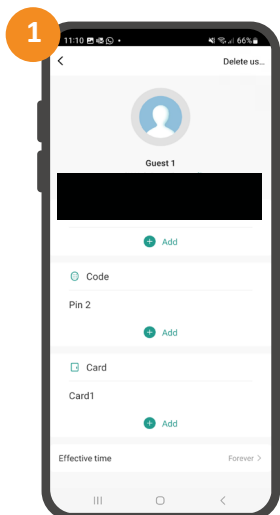 1
11:10 66%
Delete us...
Guest 1
Add
Code
Pin 2
Add
Card
Card1
Add
Effective time Forever >